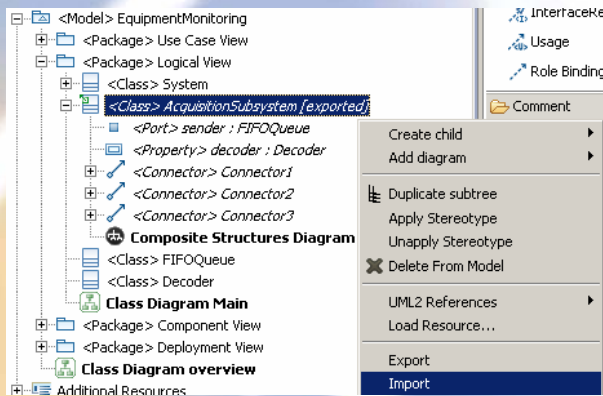 <Model> EquipmentMonitoring
<Package> Use Case View
<Package> Logical View
<Class> System
<Class> AcquisitionSubsystem [exported]
<Port> sender : FIFOQueue
<Property> decoder : Decoder
<Connector> Connector1
<Connector> Connector2
<Connector> Connector3
Composite Structures Diagram
<Class> FIFOQueue
<Class> Decoder
Class Diagram Main
<Package> Component View
<Package> Deployment View
Class Diagram overview
Additional Resources
InterfaceRe
Usage
Role Binding
Comment
Create child
Add diagram
Duplicate subtree
Apply Stereotype
Unapply Stereotype
Delete From Model
UML2 References
Load Resource...
Export
Import